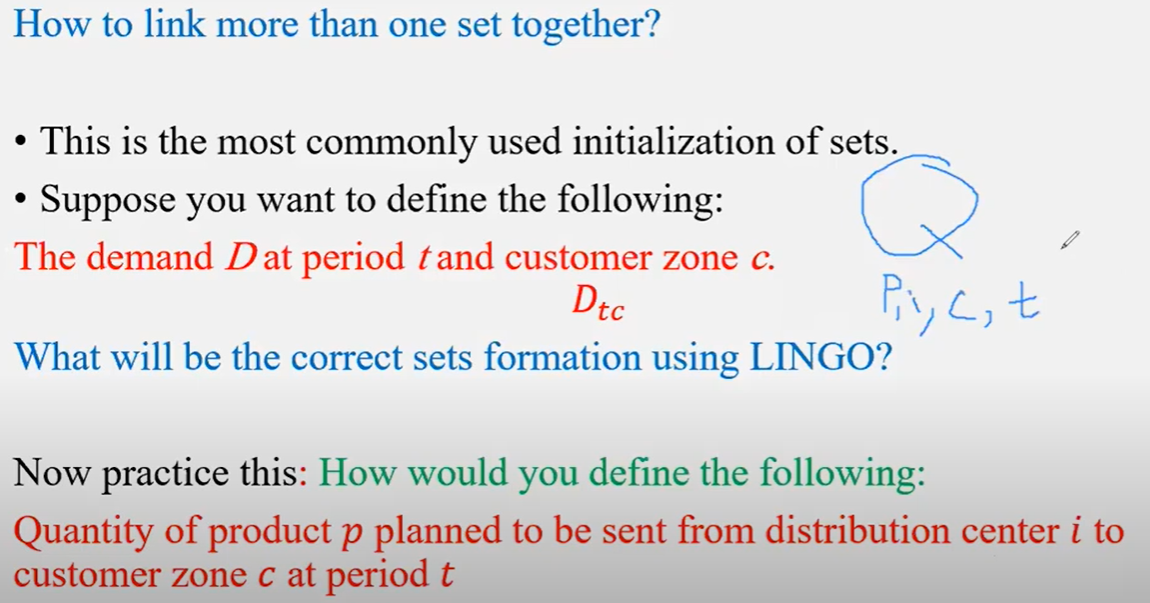 How to link more than one set together?
• This is the most commonly used initialization of sets.
• Suppose you want to define the following:
The demand D at period t and customer zone c.
D_tc
Q
P, i, c, t
What will be the correct sets formation using LINGO?
Now practice this: How would you define the following:
Quantity of product p planned to be sent from distribution center i to
customer zone c at period t